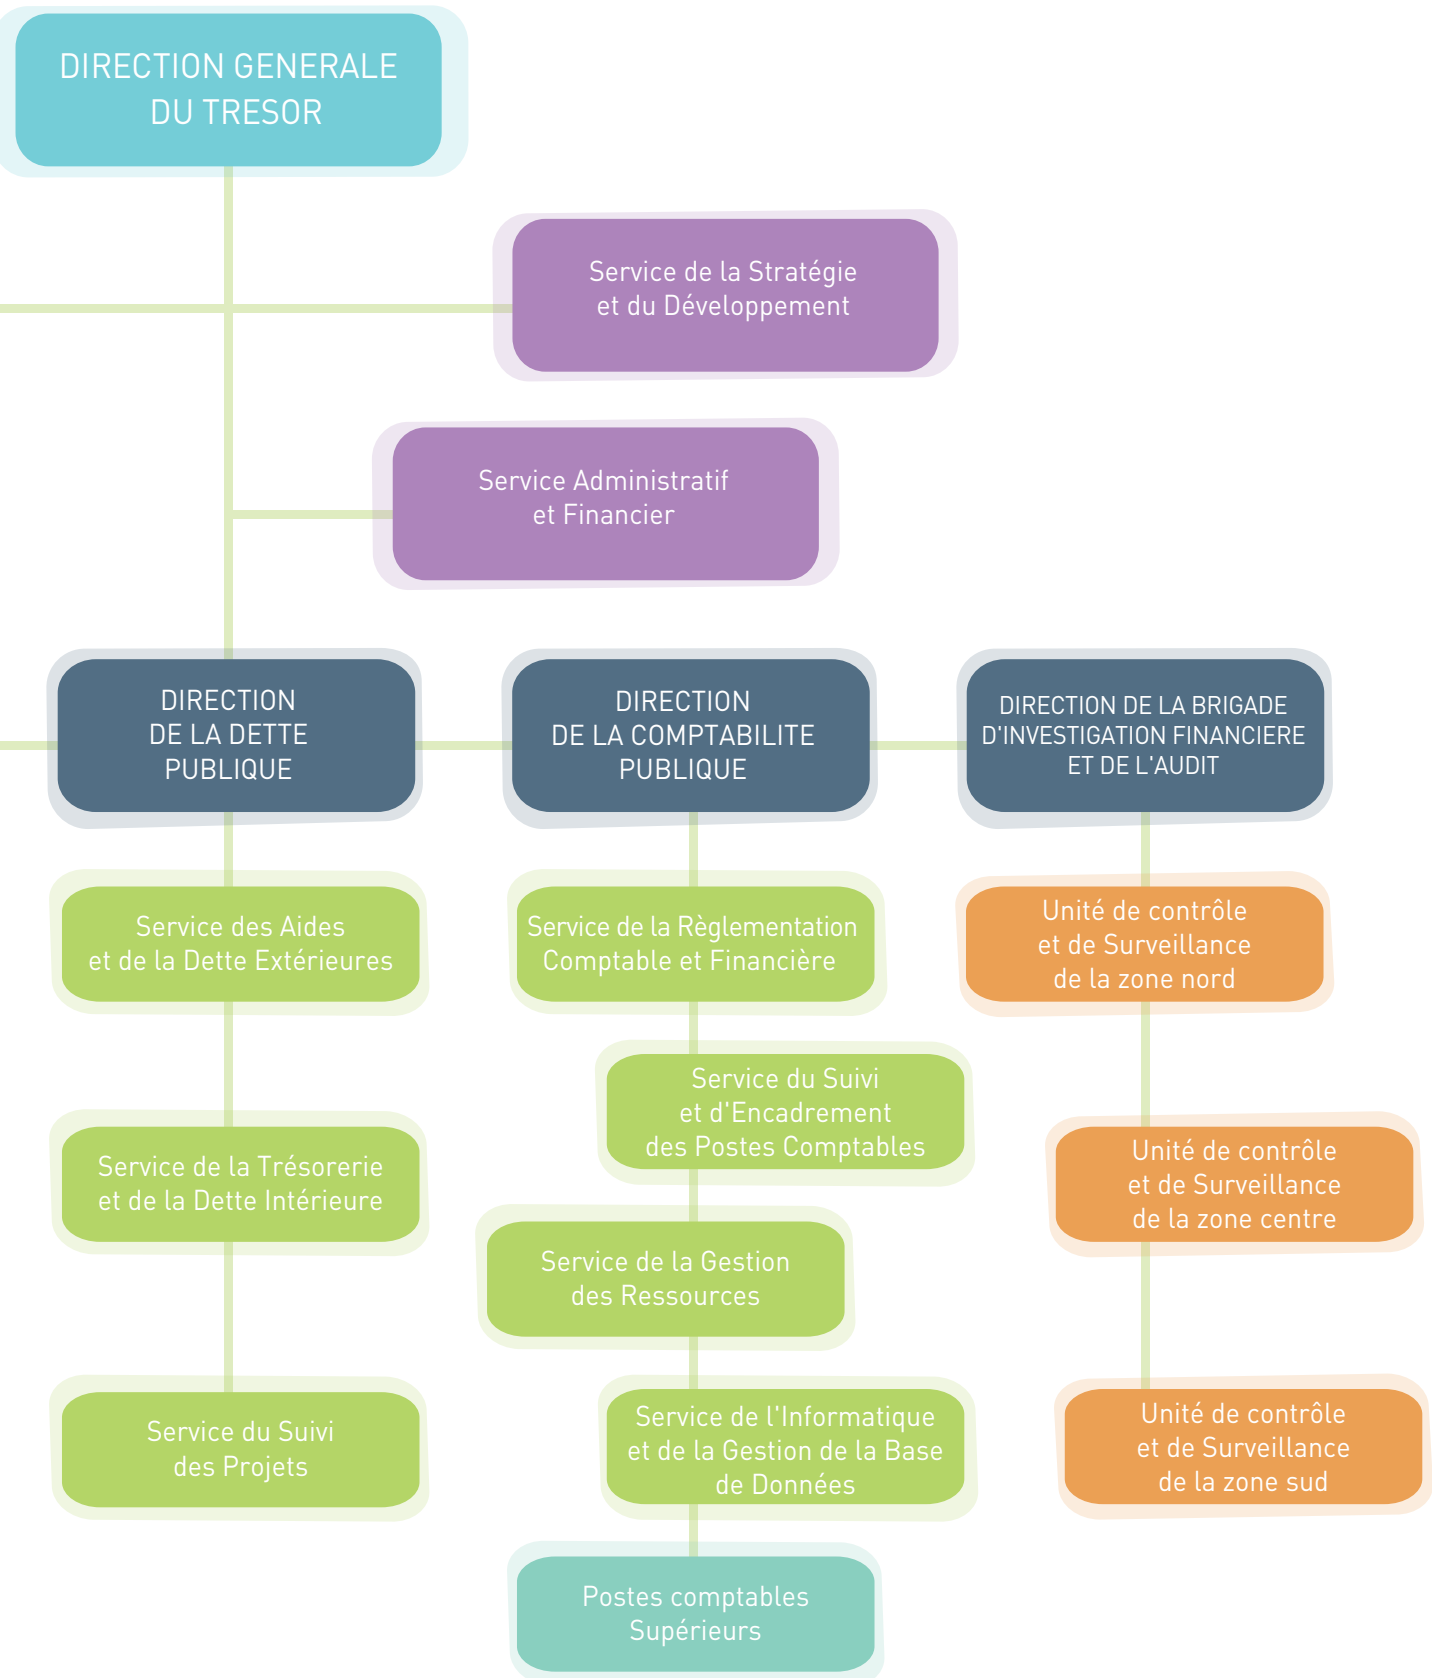 DIRECTION GENERALE
DU TRESOR
Service de la Stratégie
et du Développement
Service Administratif
et Financier
DIRECTION
DE LA DETTE
PUBLIQUE
DIRECTION
DE LA COMPTABILITE
PUBLIQUE
DIRECTION DE LA BRIGADE
D'INVESTIGATION FINANCIERE
ET DE L'AUDIT
Service des Aides
et de la Dette Extérieures
Service de la Trésorerie
et de la Dette Intérieure
Service du Suivi
des Projets
Service de la Règlementation
Comptable et Financière
Service du Suivi
et d'Encadrement
des Postes Comptables
Service de la Gestion
des Ressources
Service de l'Informatique
et de la Gestion de la Base
de Données
Postes comptables
Supérieurs
Unité de contrôle
et de Surveillance
de la zone nord
Unité de contrôle
et de Surveillance
de la zone centre
Unité de contrôle
et de Surveillance
de la zone sud